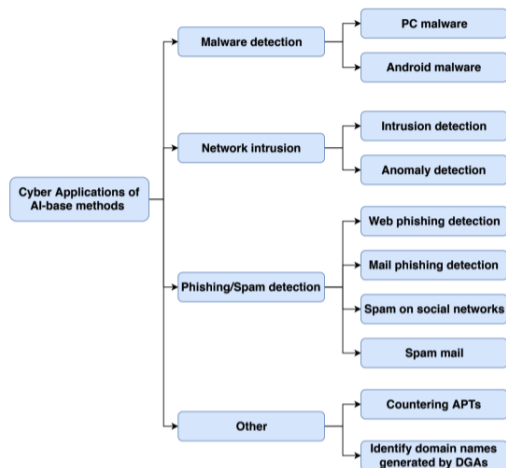 PC malware
Malware detection
Android malware
Intrusion detection
Network intrusion
Anomaly detection
Cyber Applications of
AI-base methods
Web phishing detection
Mail phishing detection
Phishing/Spam detection
Spam on social networks
Spam mail
Countering APTs
Other
Identify domain names
generated by DGAs